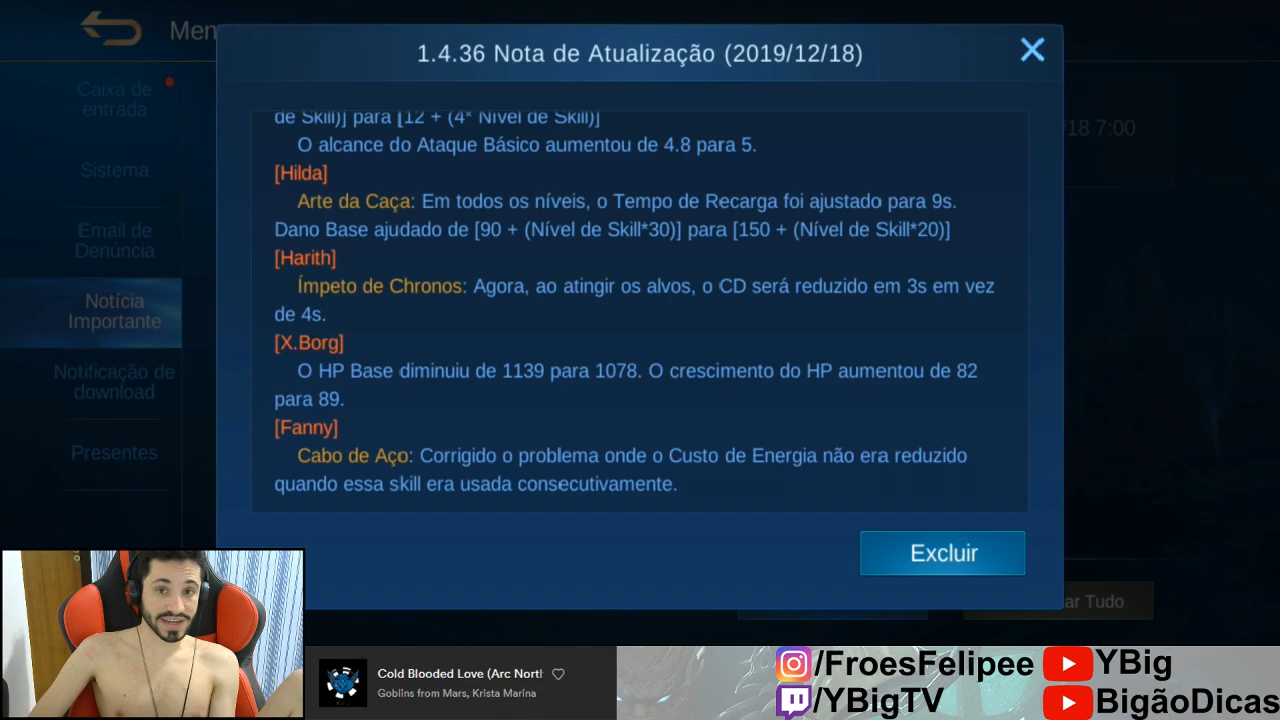 Men
1.4.36 Nota de Atualização (2019/12/18)
Caixa de
entrada
Sistema
Email de
Denúncia
Notícia
Importante
Notificação de
download
Presentes
/18 7:00
de Skill)] para [12 + (4* Nível de Skill)]
O alcance do Ataque Básico aumentou de 4.8 para 5.
[Hilda]
Arte da Caça: Em todos os níveis, o Tempo de Recarga foi ajustado para 9s.
Dano Base ajudado de [90 + (Nível de Skill*30)] para [150 + (Nível de Skill*20)]
[Harith]
Ímpeto de Chronos: Agora, ao atingir os alvos, o CD será reduzido em 3s em vez
de 4s.
[X.Borg]
O HP Base diminuiu de 1139 para 1078. O crescimento do HP aumentou de 82
para 89.
[Fanny]
Cabo de Aço: Corrigido o problema onde o Custo de Energia não era reduzido
quando essa skill era usada consecutivamente.
Excluir
ar Tudo
Cold Blooded Love (Arc Nort
Goblins from Mars, Krista Marina
/FroesFelipee
YBig
/YBigTV
BigãoDicas